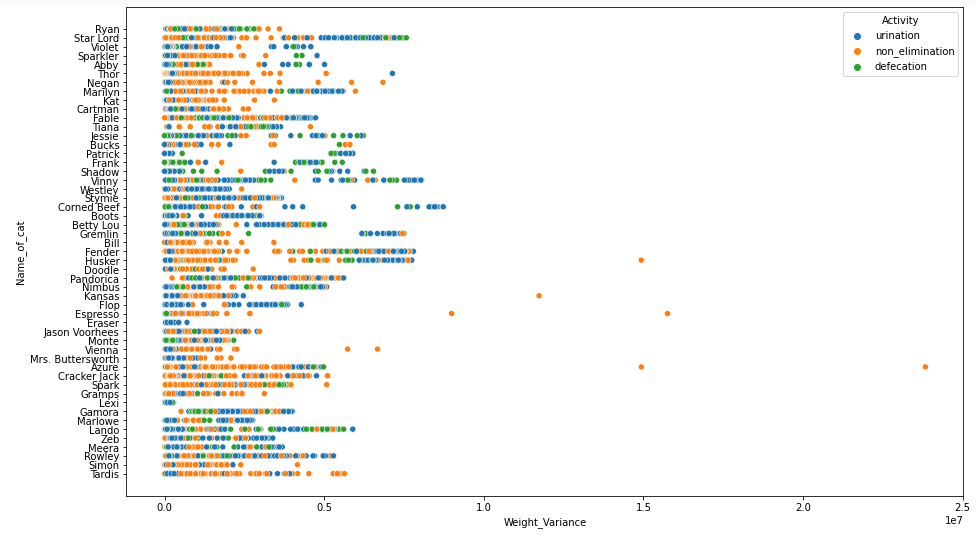 Activity
urination
non_elimination
defecation
Name_of_cat
Ryan
Star Lord
Violet
Sparkler
Abby
Thor
Negan
Marilyn
Kat
Cartman
Fable
Tiana
Jessie
Bucks
Patrick
Frank
Shadow
Vinny
Westley
Stymie
Corned Beef
Boots
Betty Lou
Gremlin
Bill
Fender
Husker
Doodle
Pandorica
Nimbus
Kansas
Flop
Espresso
Eraser
Jason Voorhees
Monte
Vienna
Mrs. Buttersworth
Azure
Cracker Jack
Spark
Gramps
Lexi
Gamora
Marlowe
Lando
Zeb
Meera
Rowley
Simon
Tardis
0.0 0.5 1.0 1.5 2.0 2.5
1e7
Weight_Variance